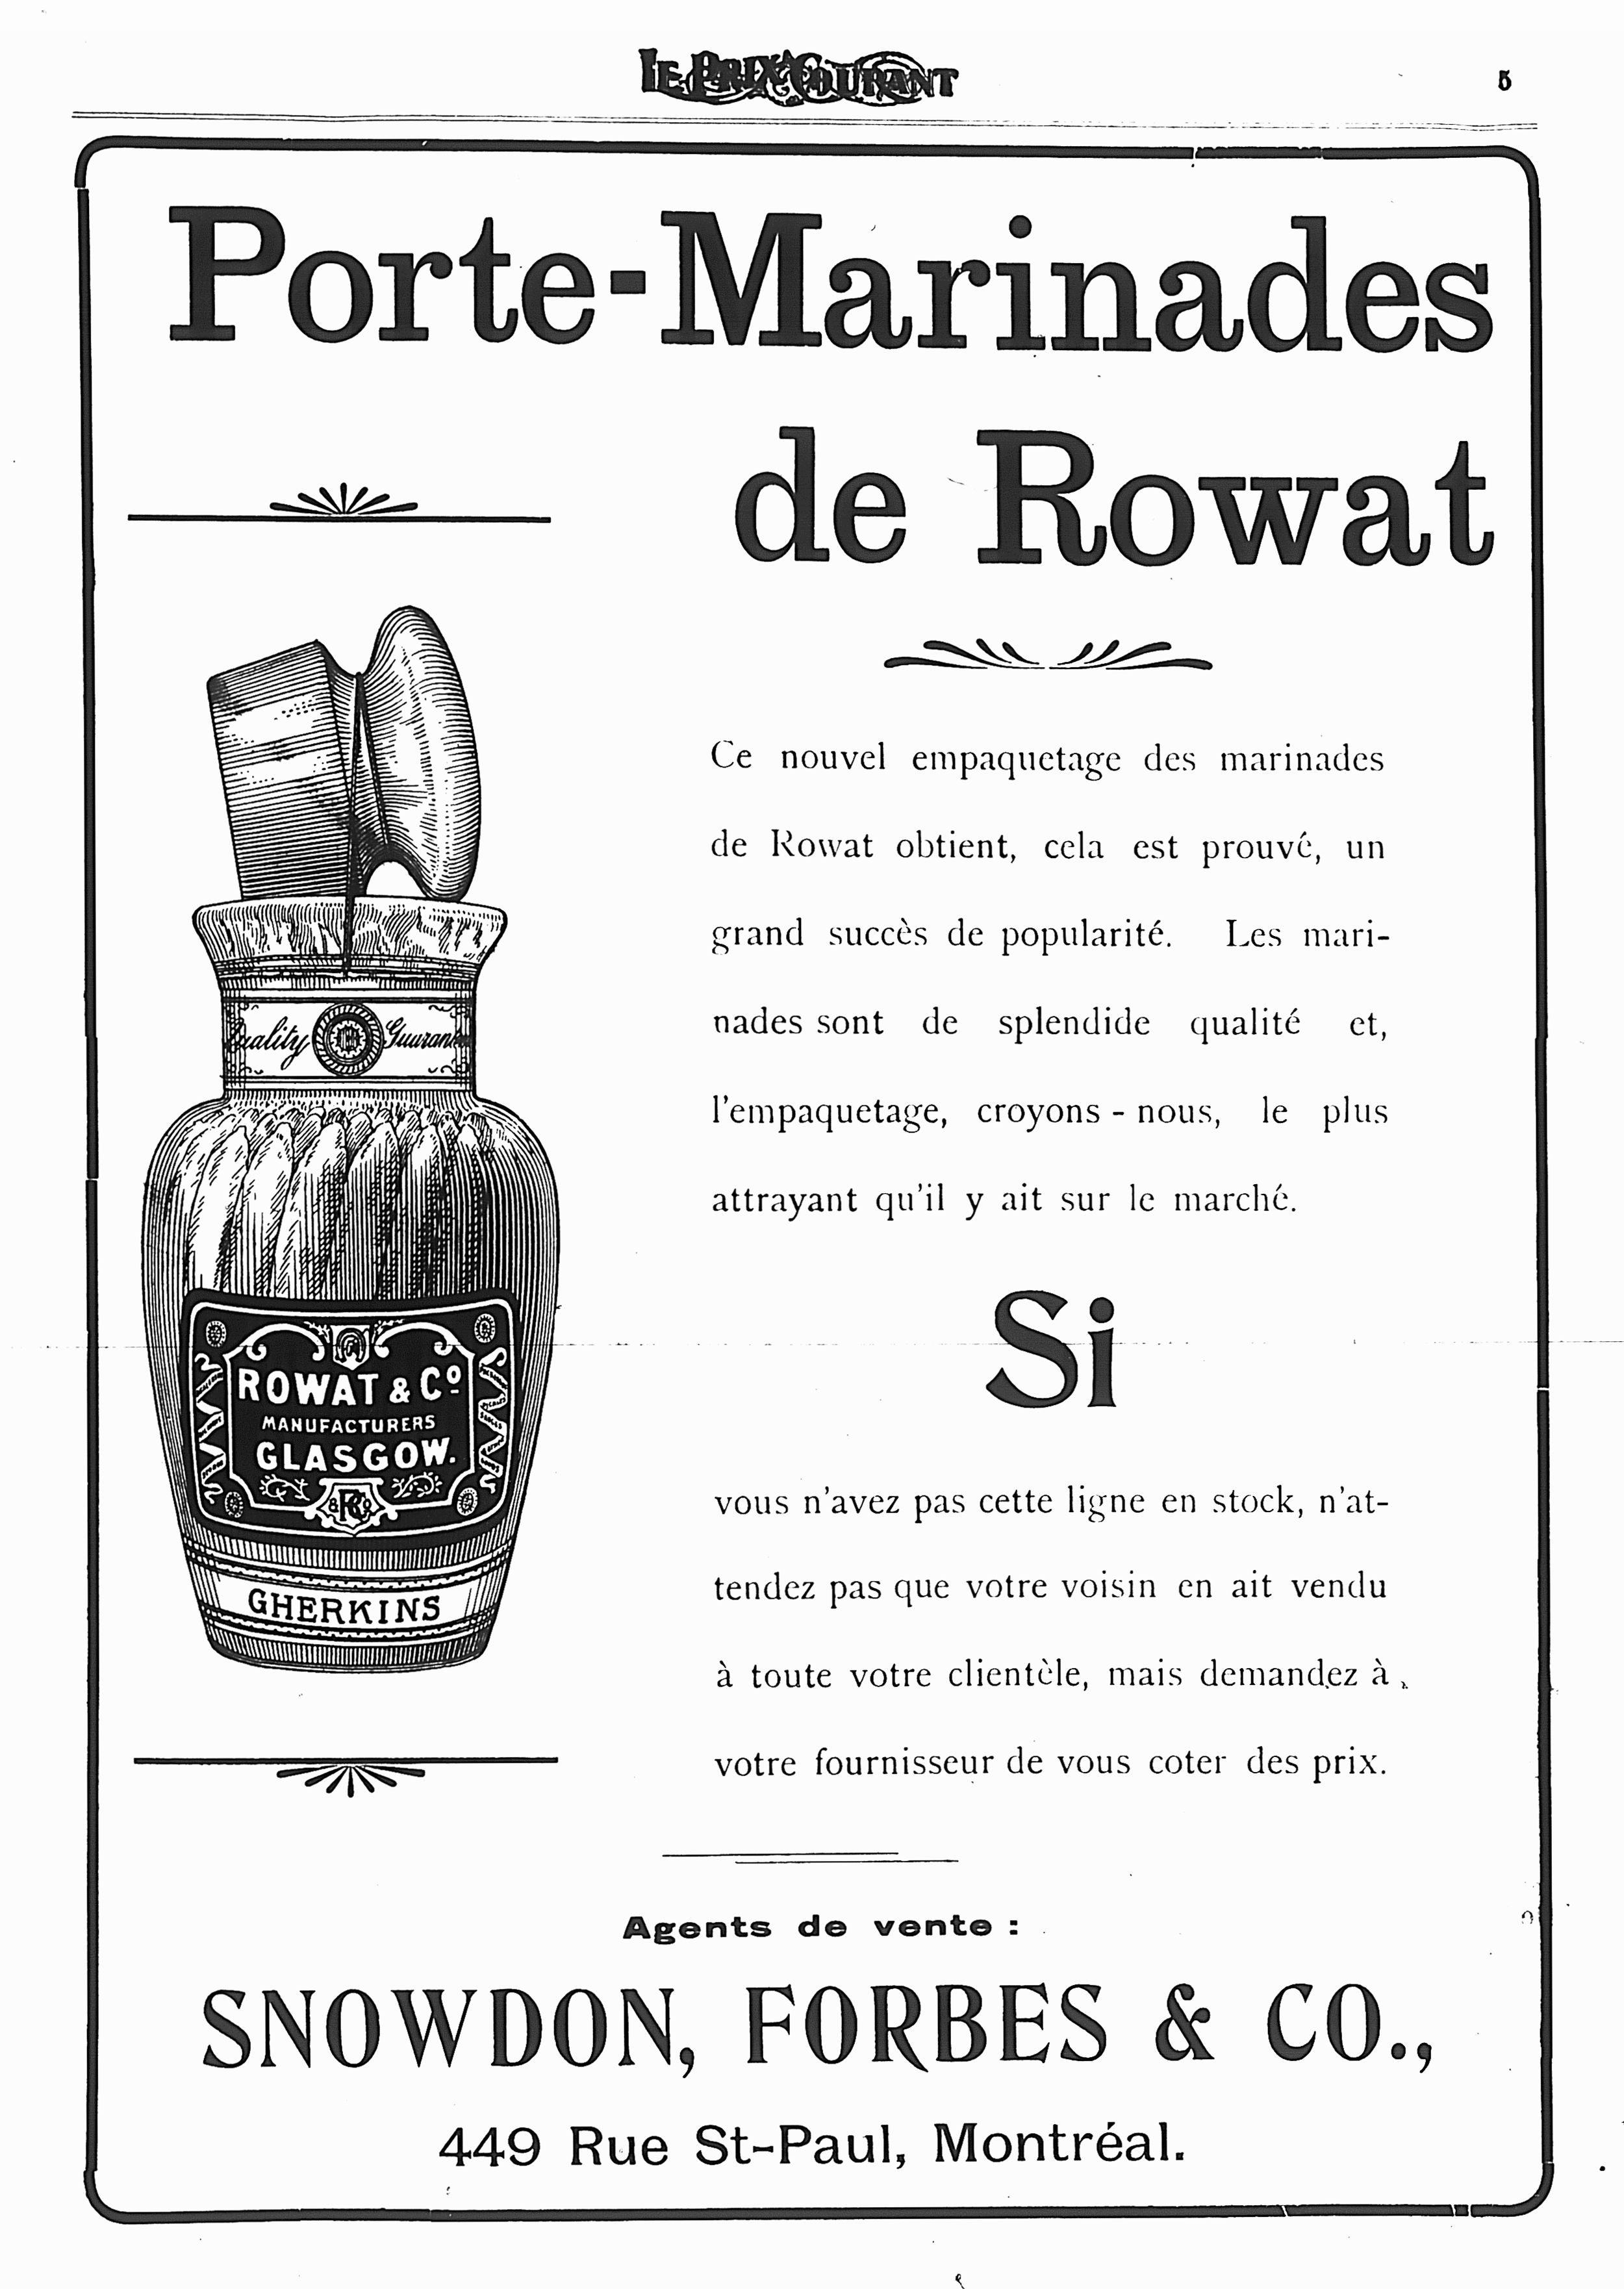 LE PRIX COURANT
5
Porte-Marinades
de Rowat
Ce nouvel empaquetage des marinades
de Rowat obtient, cela est prouvé, un
grand succès de popularité. Les mari-
nades sont de splendide qualité et,
l'empaquetage, croyons-nous, le plus
attrayant qu'il y ait sur le marché.
Si
vous n'avez pas cette ligne en stock, n'at-
tendez pas que votre voisin en ait vendu
à toute votre clientèle, mais demandez à
votre fournisseur de vous coter des prix.
Quality Guarantee
ROWAT & Co.
MANUFACTURERS
GLASGOW.
R & Co
GHERKINS
Agents de vente :
SNOWDON, FORBES & CO.,
449 Rue St-Paul, Montréal.